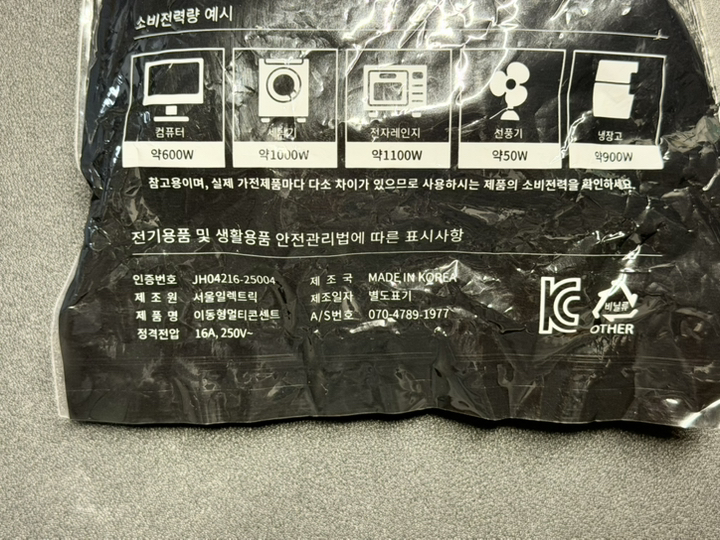 소비전력량 예시
컴퓨터
세탁기
전자레인지
선풍기
냉장고
약600W
약1000W
약1100W
약50W
약900W
참고용이며, 실제 가전제품마다 다소 차이가 있으므로 사용하시는 제품의 소비전력을 확인하세요.
전기용품 및 생활용품 안전관리법에 따른 표시사항
인증번호 JH04216-25004
제 조 원 서울일렉트릭
제 품 명 이동형멀티콘센트
정격전압 16A, 250V~
제 조 국 MADE IN KOREA
제조일자 별도표기
A/S번호 070-4789-1977
비닐류
OTHER